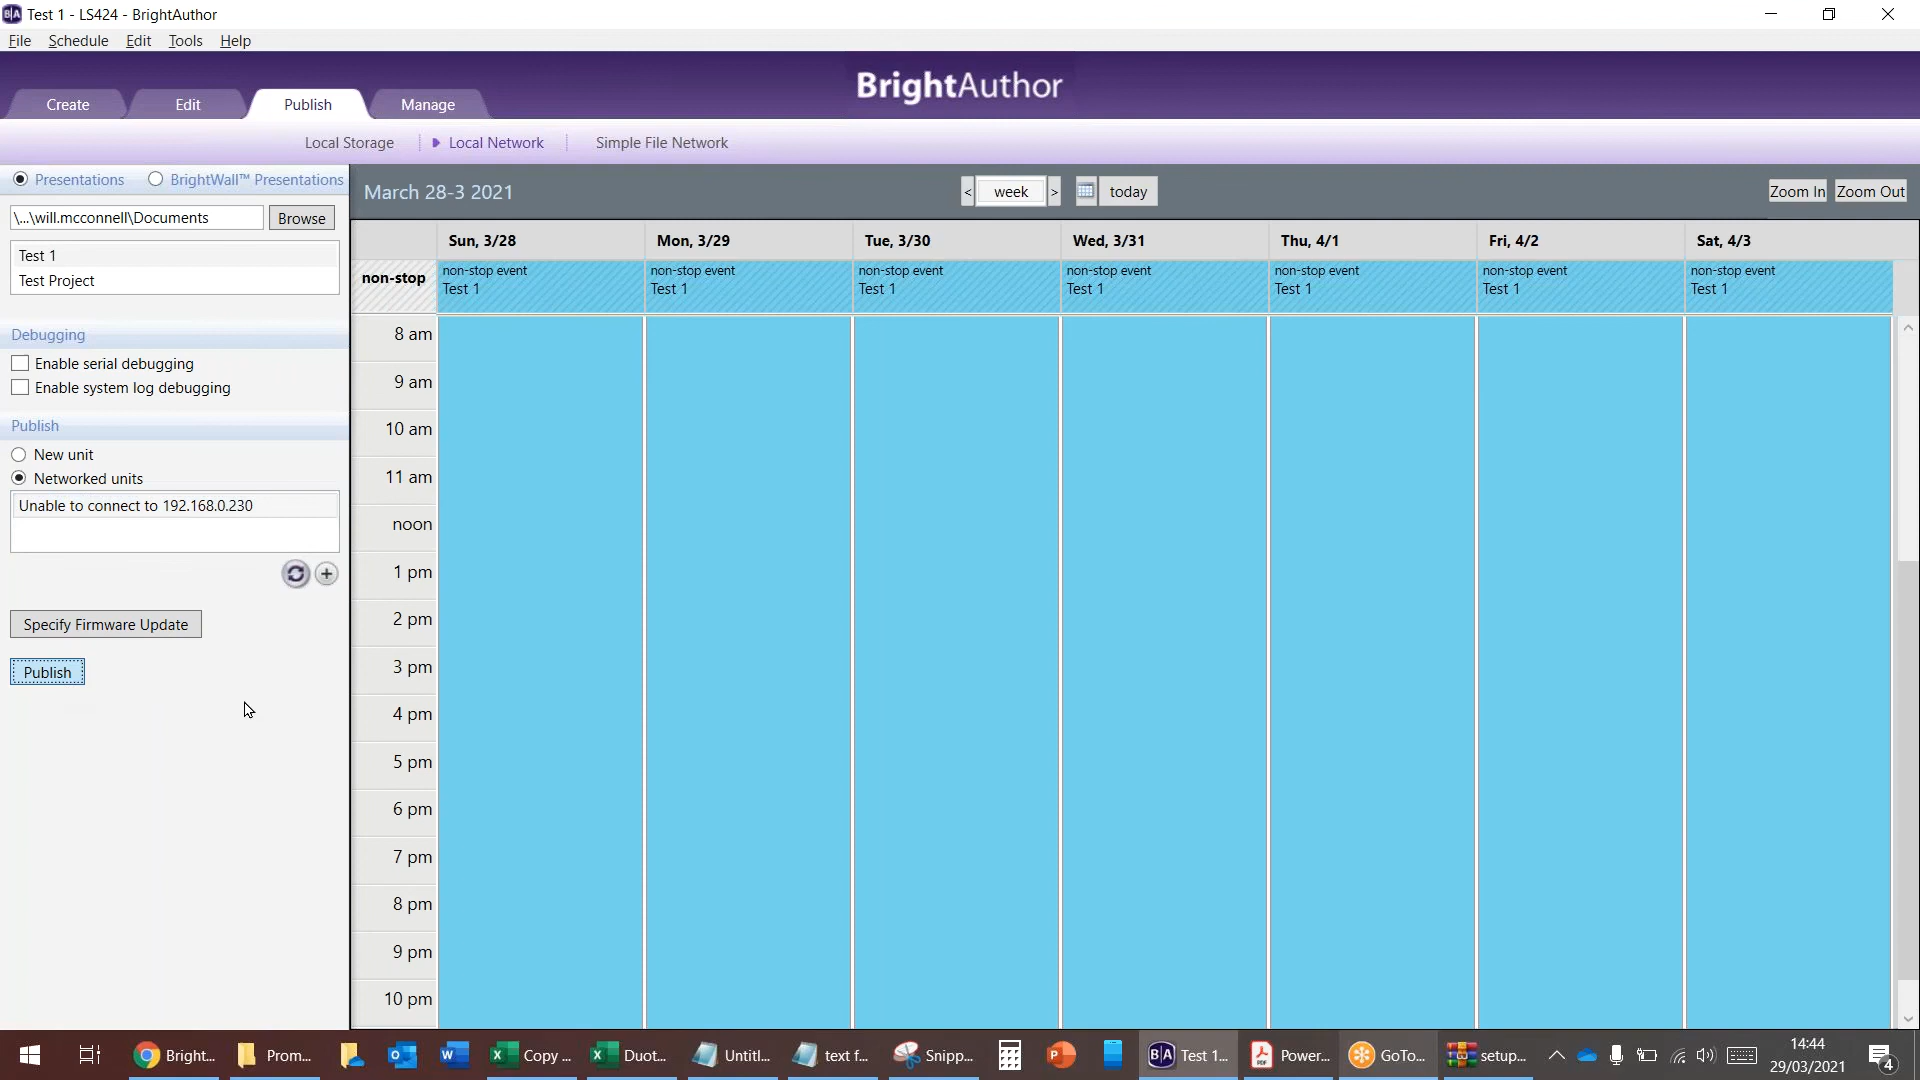 Test 1 - LS424 - BrightAuthor
File Schedule Edit Tools Help
BrightAuthor
Create Edit Publish Manage
Local Storage Local Network Simple File Network
Presentations BrightWall™ Presentations
\...\will.mcconnell\Documents Browse
Test 1
Test Project
Debugging
Enable serial debugging
Enable system log debugging
Publish
New unit
Networked units
Unable to connect to 192.168.0.230
Specify Firmware Update
Publish
March 28-3 2021 < week > today Zoom In Zoom Out
Sun, 3/28 Mon, 3/29 Tue, 3/30 Wed, 3/31 Thu, 4/1 Fri, 4/2 Sat, 4/3
non-stop
non-stop event non-stop event non-stop event non-stop event non-stop event non-stop event non-stop event
Test 1 Test 1 Test 1 Test 1 Test 1 Test 1 Test 1
8 am
9 am
10 am
11 am
noon
1 pm
2 pm
3 pm
4 pm
5 pm
6 pm
7 pm
8 pm
9 pm
10 pm
Bright... Prom... Copy ... Duot... Untitl... text f... Snipp... BA Test 1... Power... GoTo... setup... 14:44
29/03/2021 4